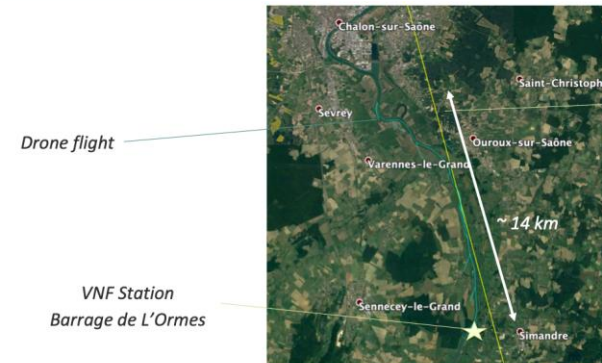 Chalon-sur-Saône
Saint-Christoph
Sevrey
Drone flight
Ouroux-sur-Saône
Varennes-le-Grand
~ 14 km
VNF Station
Barrage de L'Ormes
Sennecey-le-Grand
Simandre